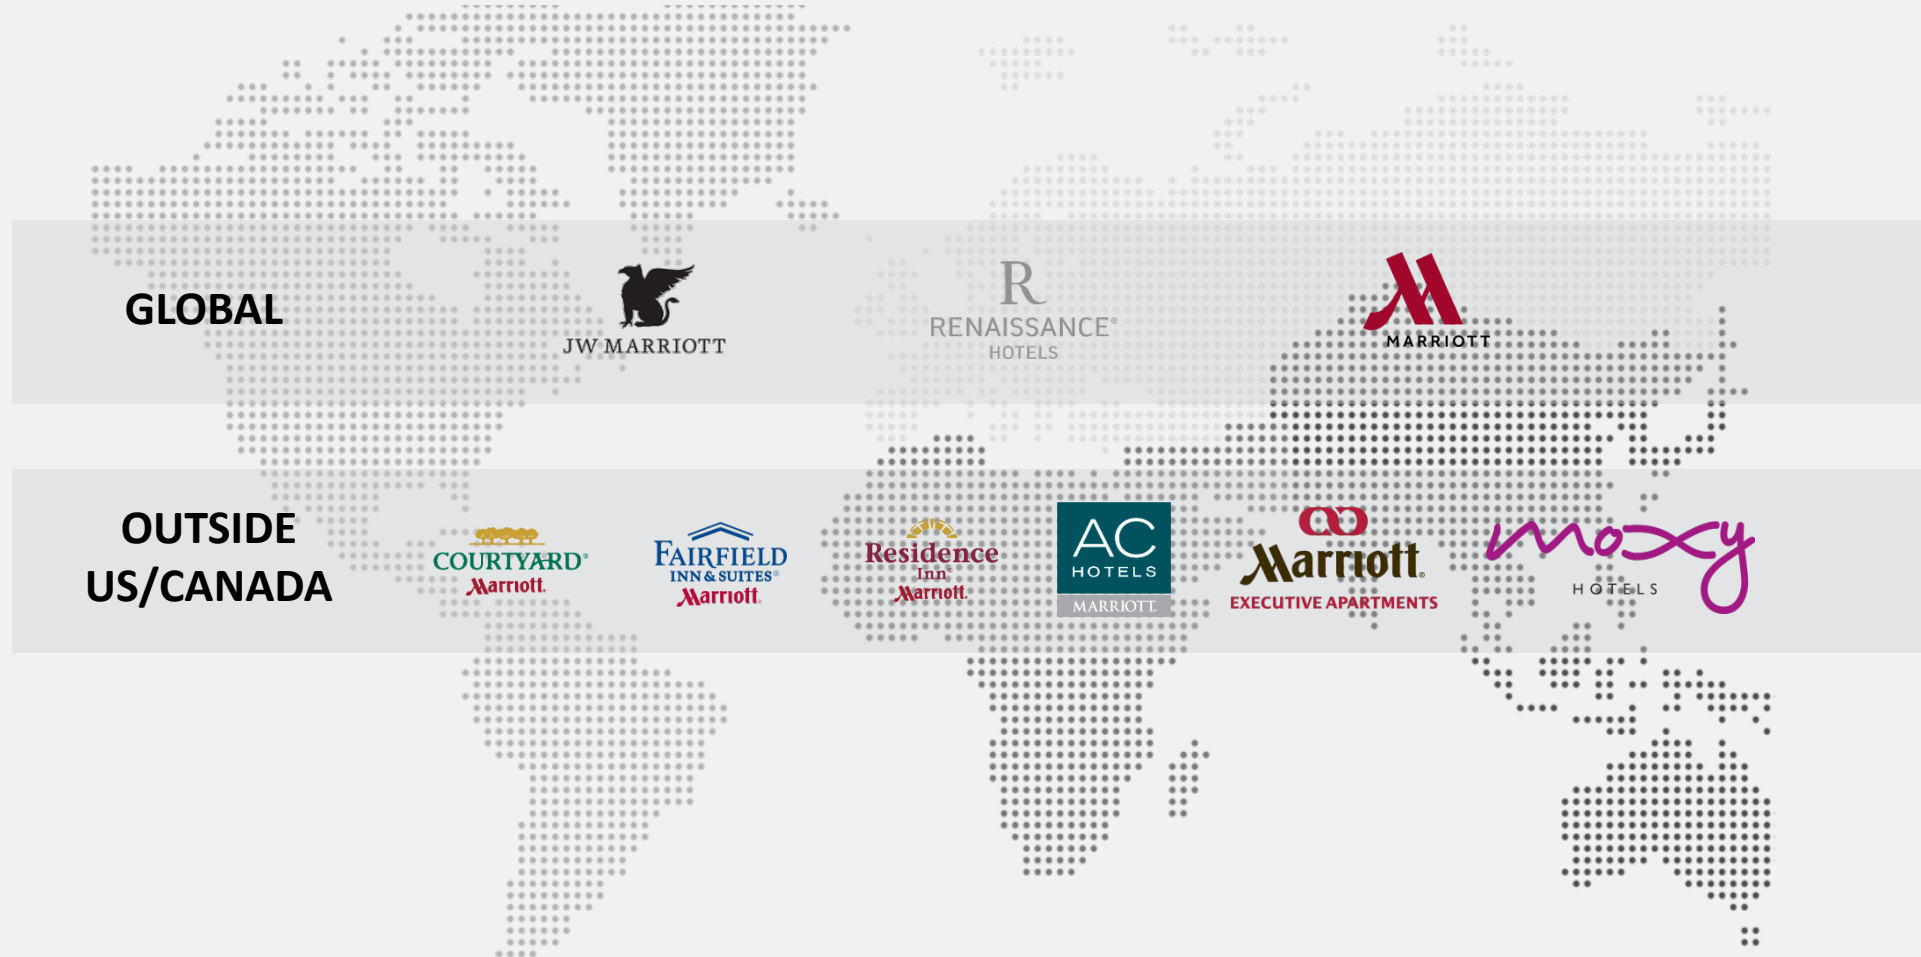 GLOBAL
JW MARRIOTT
R
RENAISSANCE®
HOTELS
MARRIOTT
OUTSIDE
US/CANADA
COURTYARD®
Marriott.
FAIRFIELD
INN & SUITES®
Marriott.
Residence
Inn®
Marriott.
AC
HOTELS
MARRIOTT
Marriott®
EXECUTIVE APARTMENTS
moxy
HOTELS